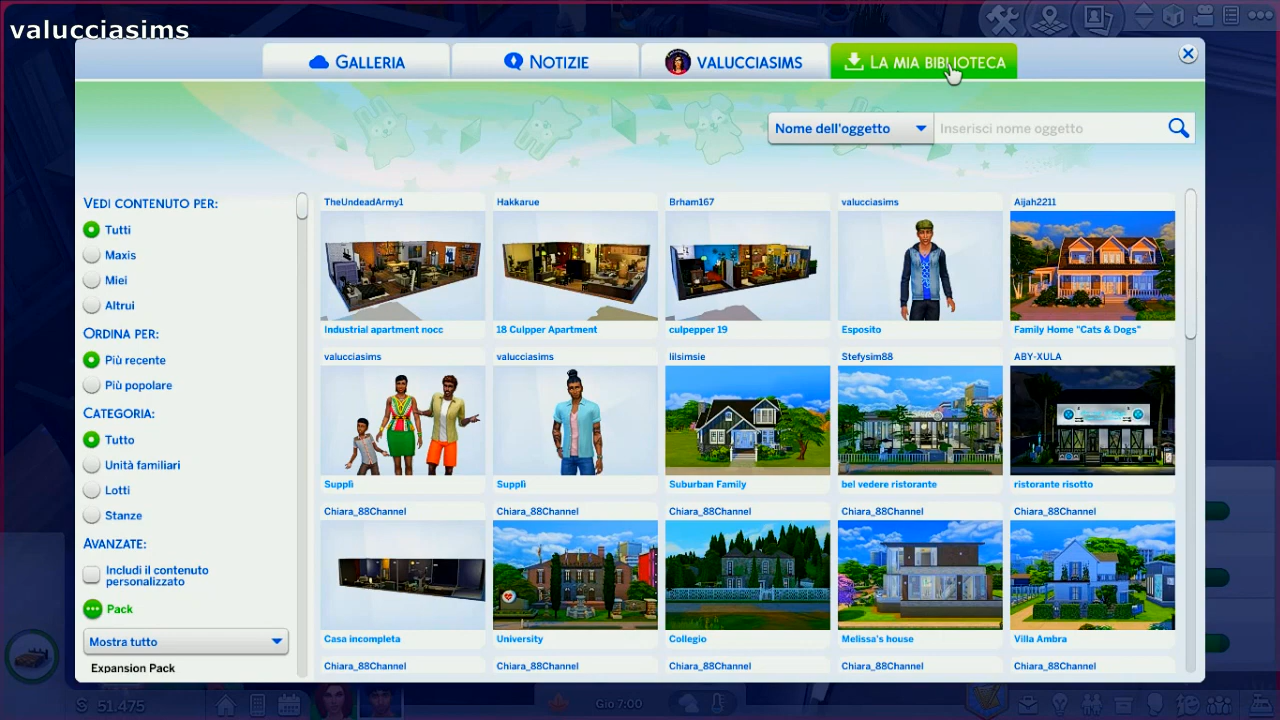 valucciasims
GALLERIA
NOTIZIE
VALUCCIASIMS
LA MIA BIBLIOTECA
Nome dell'oggetto
Inserisci nome oggetto
VEDI CONTENUTO PER:
Tutti
Maxis
Miei
Altrui
ORDINA PER:
Più recente
Più popolare
CATEGORIA:
Tutto
Unità familiari
Lotti
Stanze
AVANZATE:
Includi il contenuto
personalizzato
Pack
Mostra tutto
Expansion Pack
TheUndeadArmy1
Hakkarue
Brham167
valucciasims
Aijah2211
Industrial apartment nocc
18 Culpper Apartment
culpepper 19
Esposito
Family Home "Cats & Dogs"
valucciasims
valucciasims
lilsimsie
Stefysim88
ABY-XULA
Supplì
Supplì
Suburban Family
bel vedere ristorante
ristorante risotto
Chiara_88Channel
Chiara_88Channel
Chiara_88Channel
Chiara_88Channel
Chiara_88Channel
Casa incompleta
University
Collegio
Melissa's house
Villa Ambra
Chiara_88Channel
Chiara_88Channel
Chiara_88Channel
Chiara_88Channel
Chiara_88Channel
S 51.475
Gio 7:00